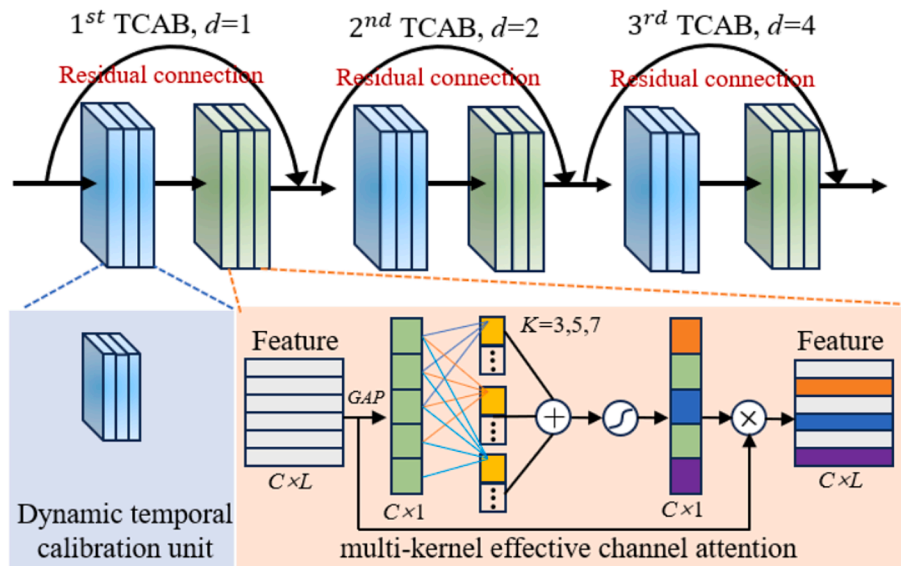 1st TCAB, d=1
2nd TCAB, d=2
3rd TCAB, d=4
Residual connection
Residual connection
Residual connection
Dynamic temporal
calibration unit
Feature
C×L
GAP
C×1
K=3,5,7
C×1
Feature
C×L
multi-kernel effective channel attention